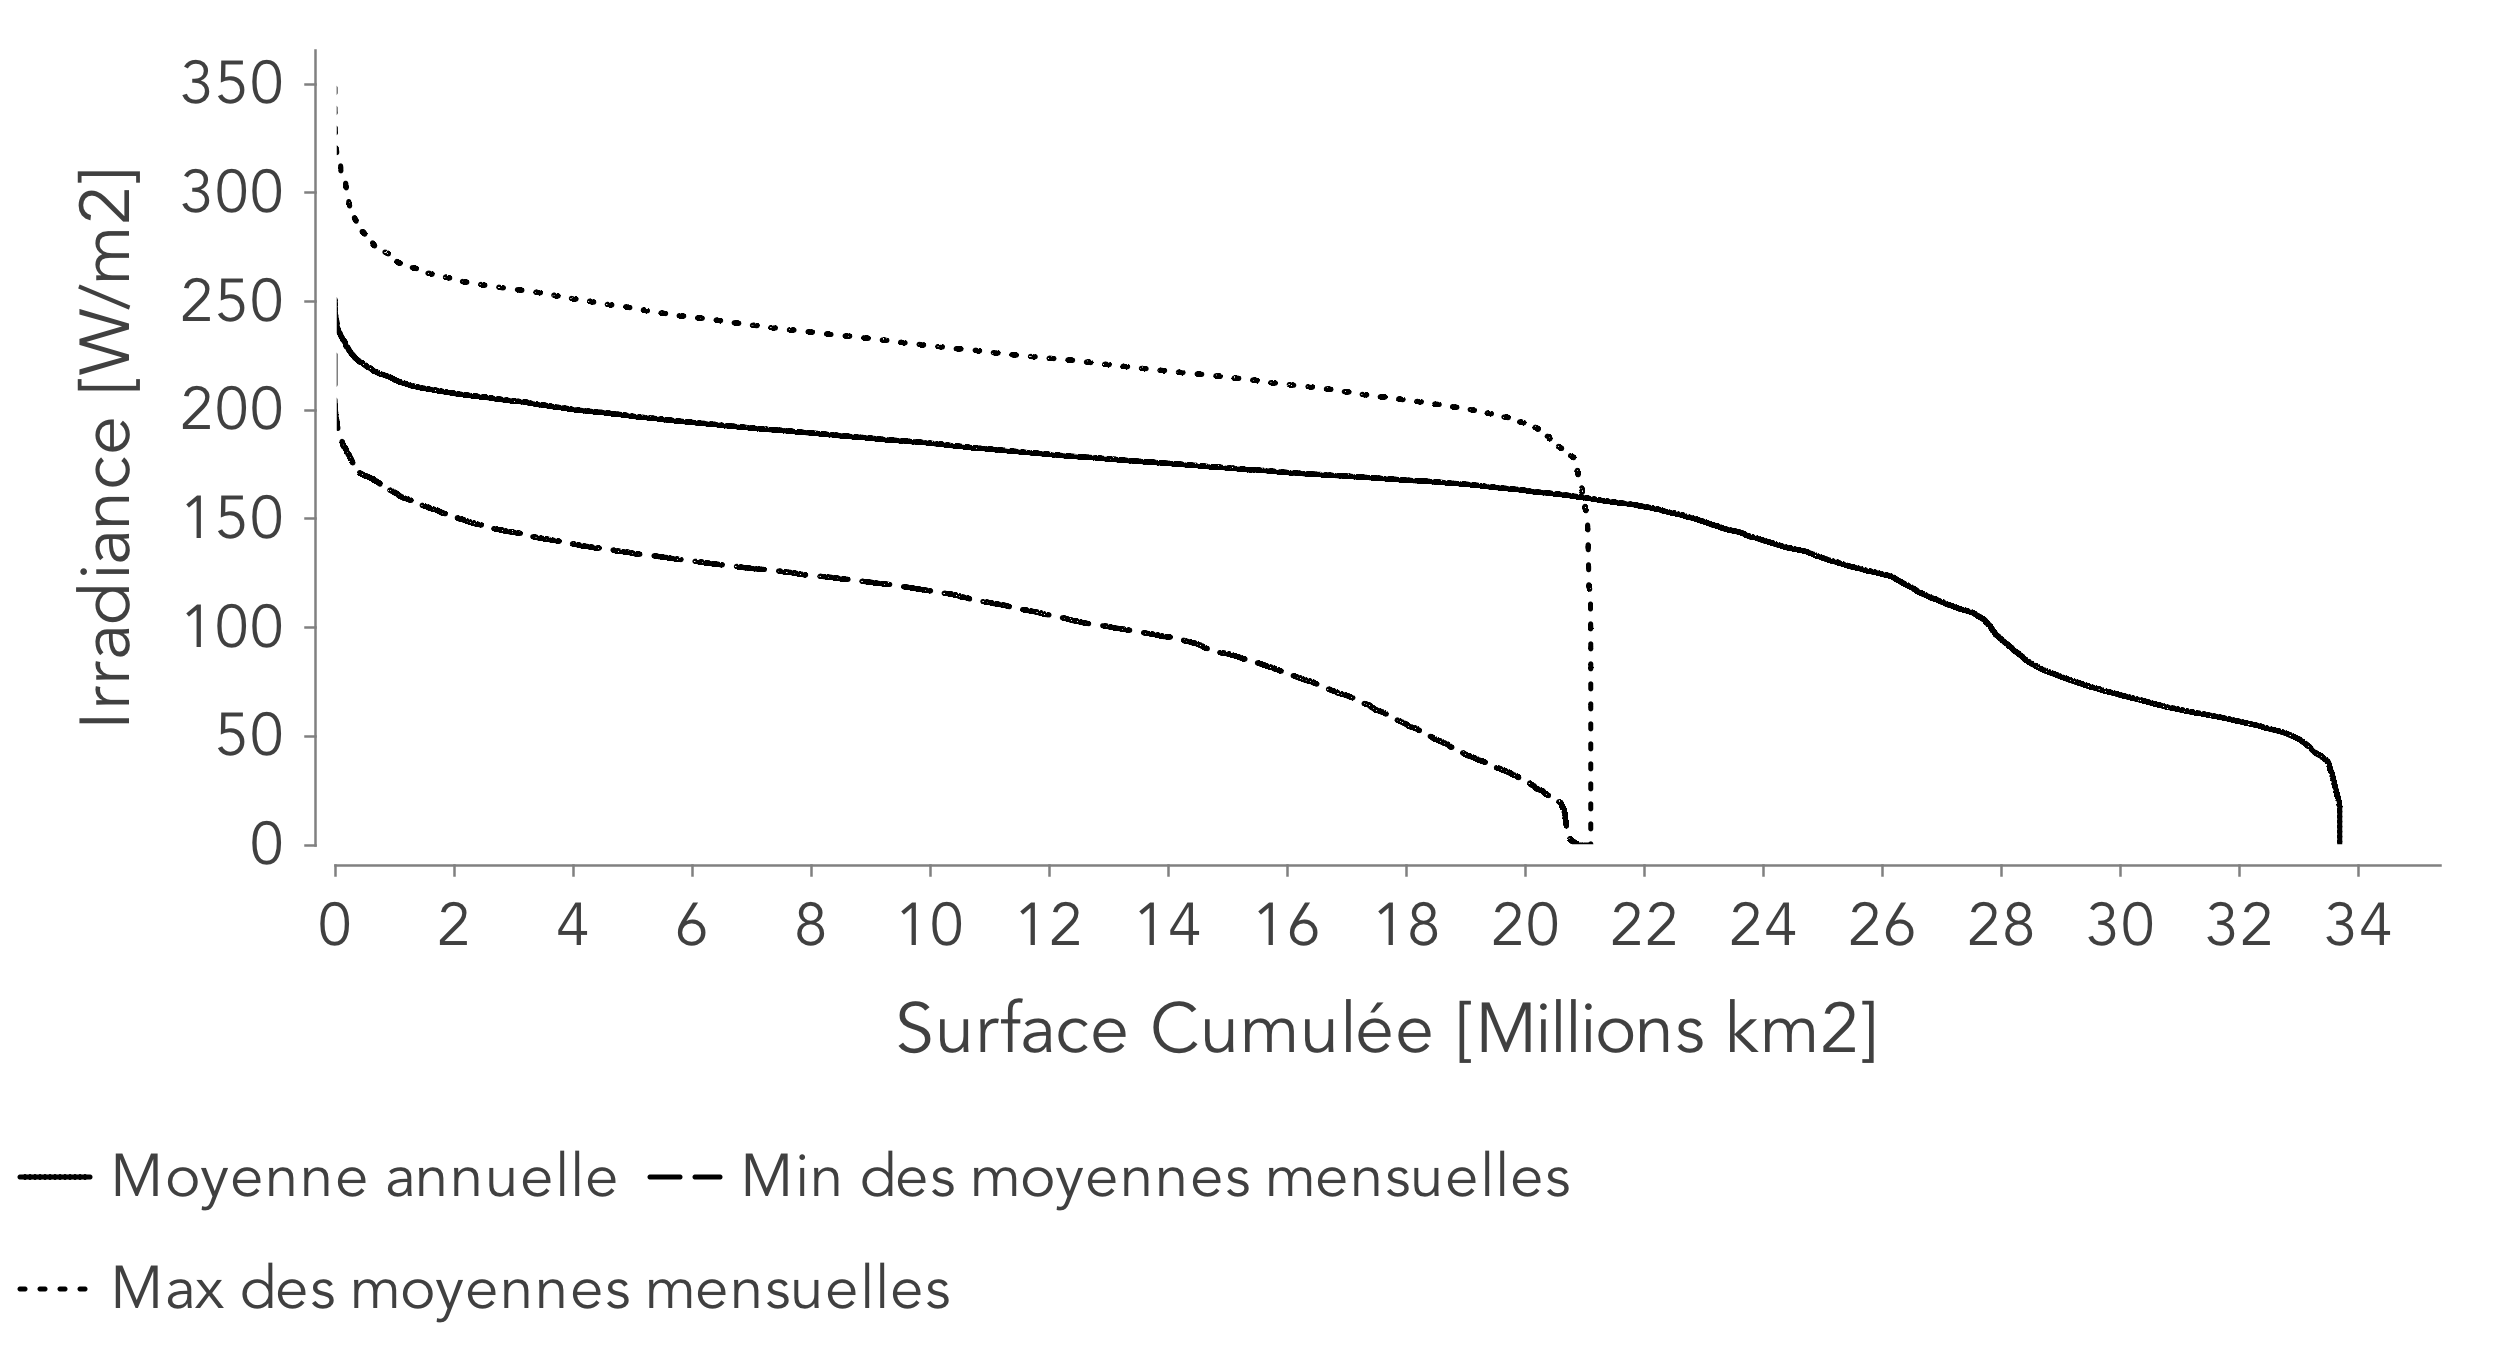 Irradiance [W/m2]
350
300
250
200
150
100
50
0
0 2 4 6 8 10 12 14 16 18 20 22 24 26 28 30 32 34
Surface Cumulée [Millions km2]
Moyenne annuelle Min des moyennes mensuelles
Max des moyennes mensuelles